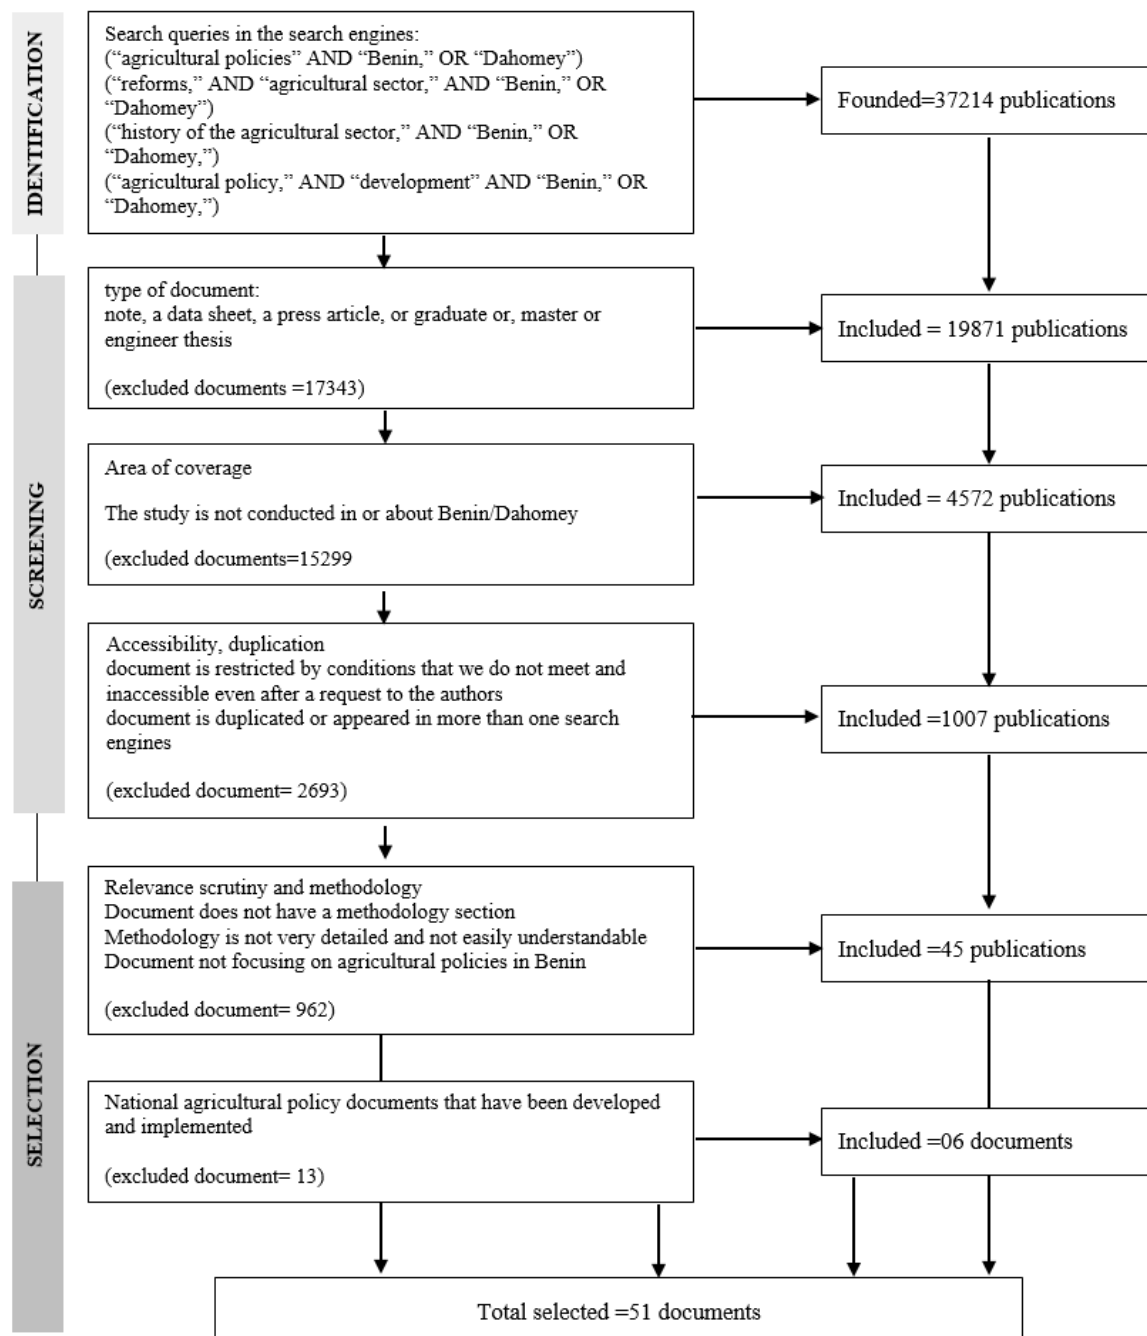 IDENTIFICATION
Search queries in the search engines:
(“agricultural policies” AND “Benin,” OR “Dahomey”)
(“reforms,” AND “agricultural sector,” AND “Benin,” OR
“Dahomey”)
(“history of the agricultural sector,” AND “Benin,” OR
“Dahomey,”)
(“agricultural policy,” AND “development” AND “Benin,” OR
“Dahomey,”)
Founded=37214 publications
SCREENING
type of document:
note, a data sheet, a press article, or graduate or, master or
engineer thesis
(excluded documents =17343)
Included = 19871 publications
Area of coverage
The study is not conducted in or about Benin/Dahomey
(excluded documents=15299
Included = 4572 publications
Accessibility, duplication
document is restricted by conditions that we do not meet and
inaccessible even after a request to the authors
document is duplicated or appeared in more than one search
engines
(excluded document= 2693)
Included =1007 publications
SELECTION
Relevance scrutiny and methodology
Document does not have a methodology section
Methodology is not very detailed and not easily understandable
Document not focusing on agricultural policies in Benin
(excluded document= 962)
Included =45 publications
National agricultural policy documents that have been developed
and implemented
(excluded document= 13)
Included =06 documents
Total selected =51 documents